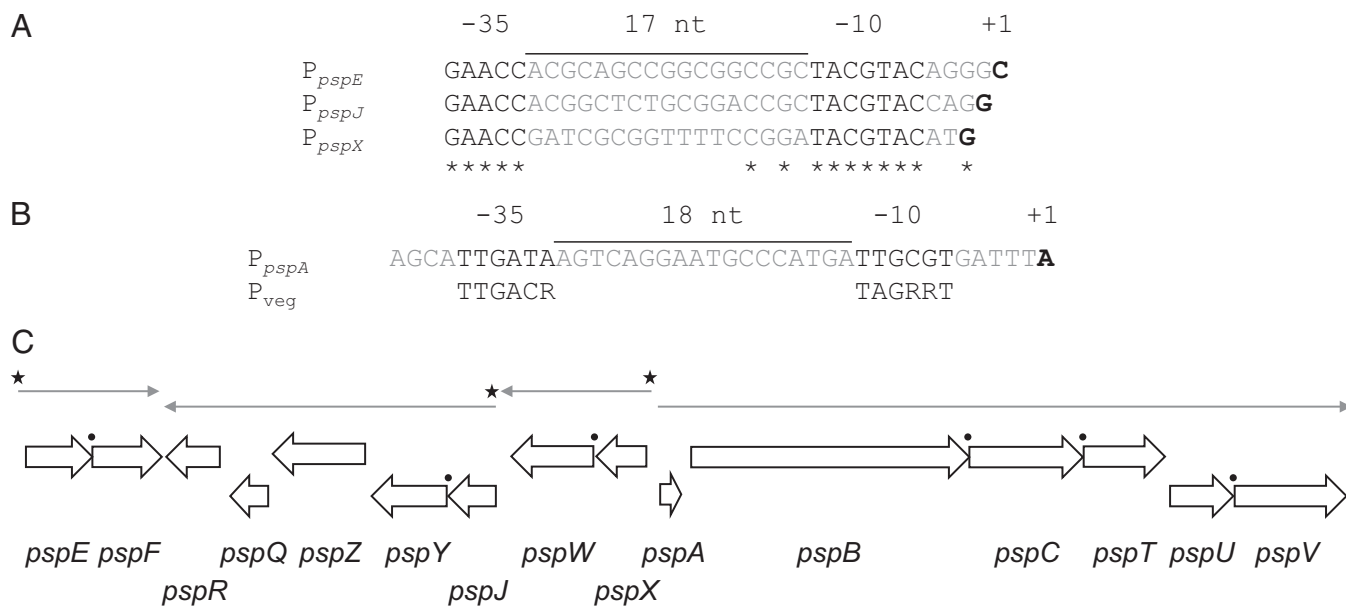 A -35 17 nt -10 +1
PpspE GAACCACGCAGCCGGCGGCCGCTACGTACAGGGC
PpspJ GAACCACGGCTCTGCGGACCGCTACGTACCAGG
PpspX GAACCGATCGCGGTTTTCCGGATACGTACATG
***** * * ******* *
B -35 18 nt -10 +1
PpspA AGCATTGATAAGTCAGGAATGCCCATGATTGCGTGATTTA
Pveg TTGACR TAGRRT
C
pspE pspF pspQ pspZ pspY pspW pspA pspB pspC pspT pspU pspV
pspR pspJ pspX